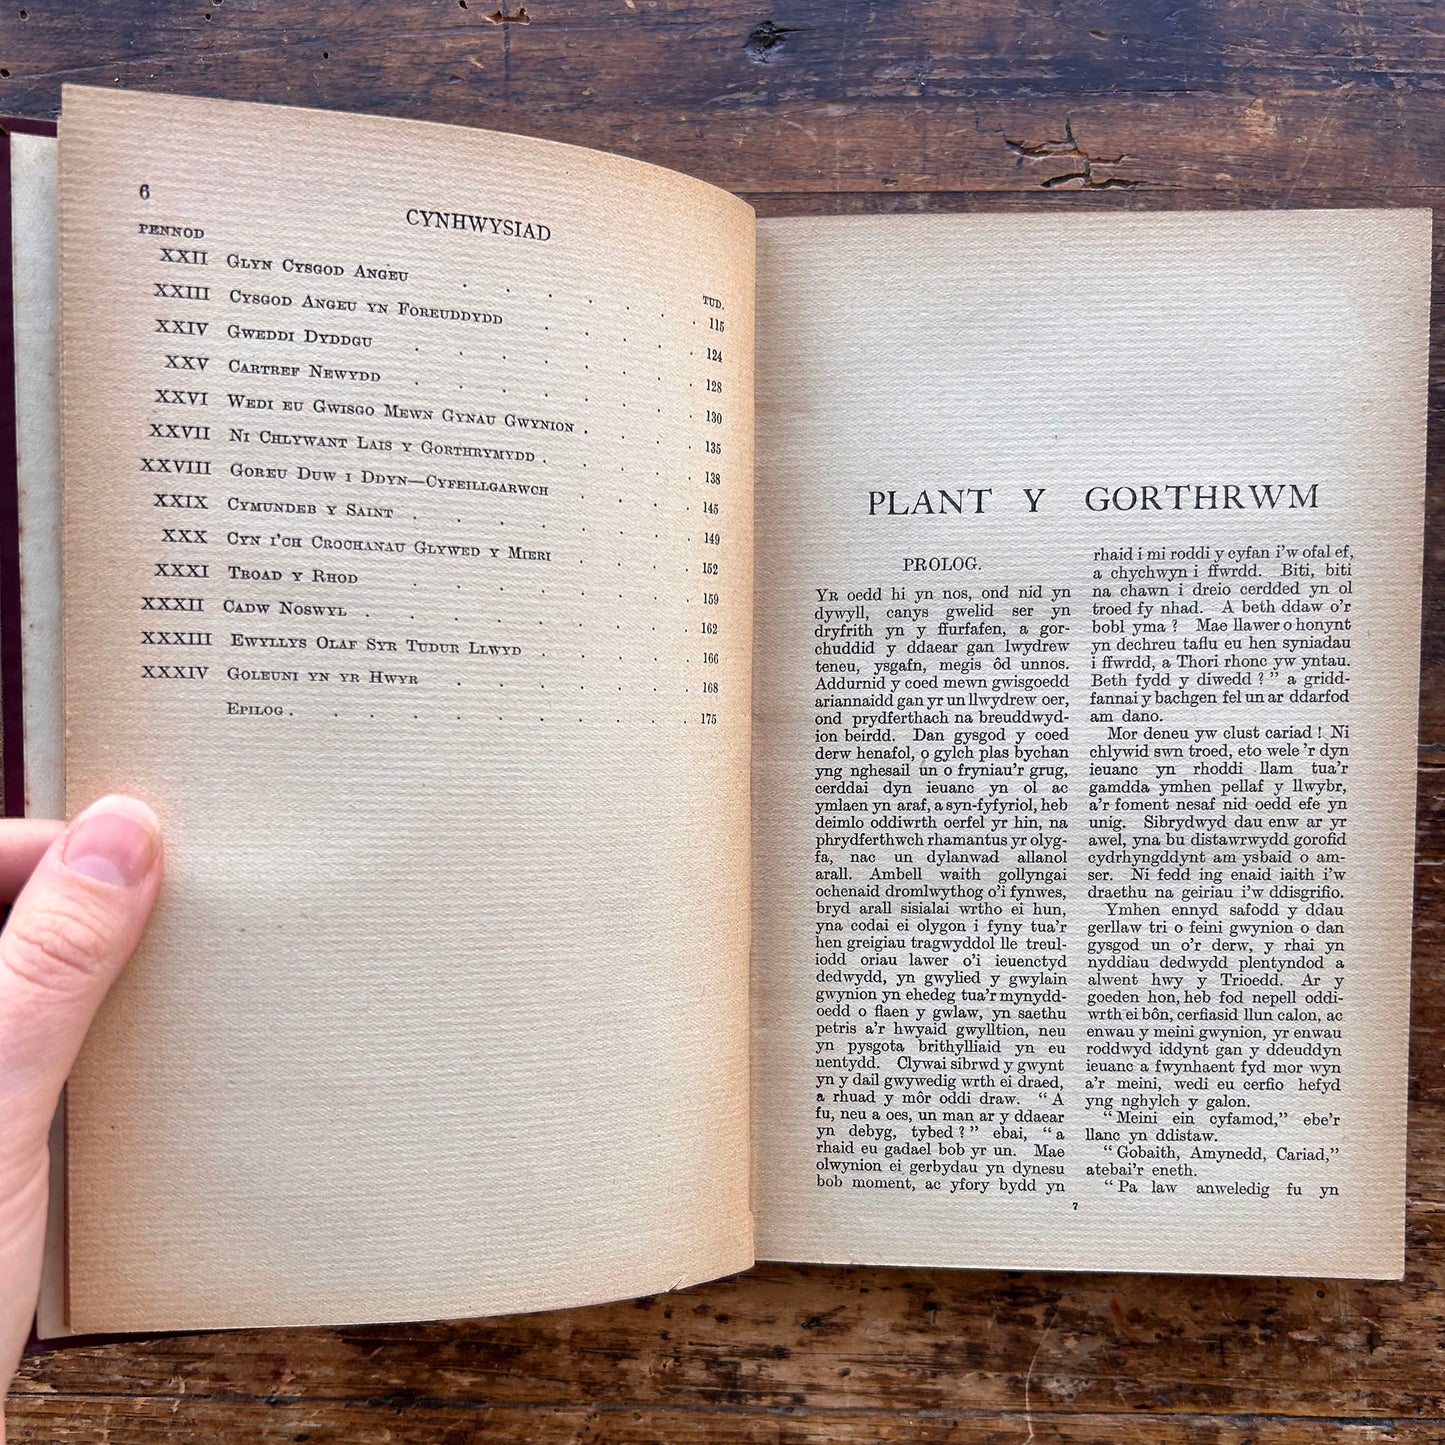 6
CYNHWYSIAD
PENNOD TUD.
XXII Glyn Cysgod Angeu . . . . . . . 115
XXIII Cysgod Angeu yn Foreuddydd . . . . . 124
XXIV Gweddi Dyddgu . . . . . . . 128
XXV Cartref Newydd . . . . . . . 130
XXVI Wedi eu Gwisgo Mewn Gynau Gwynion . . . . 135
XXVII Ni Chlywant Lais y Gorthrymydd . . . . . 138
XXVIII Goreu Duw i Ddyn—Cyfeillgarwch . . . . 145
XXIX Cymundeb y Saint . . . . . . . 149
XXX Cyn i'ch Crochanau Glywed y Mieri . . . . 152
XXXI Troad y Rhod . . . . . . . 159
XXXII Cadw Noswyl . . . . . . . . 162
XXXIII Ewyllys Olaf Syr Tudur Llwyd . . . . . 166
XXXIV Goleuni yn yr Hwyr . . . . . . 168
Epilog . . . . . . . . . . 175
PLANT Y GORTHRWM
PROLOG.
Yr oedd hi yn nos, ond nid yn
dywyll, canys gwelid ser yn
dryfrith yn y ffurfafen, a gor-
chuddid y ddaear gan lwydrew
teneu, ysgafn, megis ôd unnos.
Addurnid y coed mewn gwisgoedd
ariannaidd gan yr un llwydrew oer,
ond prydferthach na breuddwyd-
ion beirdd. Dan gysgod y coed
derw henafol, o gylch plas bychan
yng nghesail un o fryniau'r grug,
cerddai dyn ieuanc yn ol ac
ymlaen yn araf, a syn-fyfyriol, heb
deimlo oddiwrth oerfel yr hin, na
phrydferthwch rhamantus yr olyg-
fa, nac un dylanwad allanol
arall. Ambell waith gollyngai
ochenaid dromlwythog o'i fynwes,
bryd arall sisialai wrtho ei hun,
yna codai ei olygon i fyny tua'r
hen greigiau tragwyddol lle treul-
iodd oriau lawer o'i ieuenctyd
dedwydd, yn gwylied y gwylain
gwynion yn ehedeg tua'r mynydd-
oedd o flaen y gwlaw, yn saethu
petris a'r hwyaid gwylltion, neu
yn pysgota brithylliaid yn eu
nentydd. Clywai sibrwd y gwynt
yn y dail gwywedig wrth ei draed,
a rhuad y môr oddi draw. “A
fu, neu a oes, un man ar y ddaear
yn debyg, tybed?” ebai, “a
rhaid eu gadael bob yr un. Mae
olwynion ei gerbydau yn dynesu
bob moment, ac yfory bydd yn
rhaid i mi roddi y cyfan i'w ofal ef,
a chychwyn i ffwrdd. Biti, biti
na chawn i dreio cerdded yn ol
troed fy nhad. A beth ddaw o'r
bobl yma? Mae llawer o honynt
yn dechreu taflu eu hen syniadau
i ffwrdd, a Thori rhonc yw yntau.
Beth fydd y diwedd?” a gridd-
fannai y bachgen fel un ar ddarfod
am dano.
Mor deneu yw clust cariad! Ni
chlywid swn troed, eto wele 'r dyn
ieuanc yn rhoddi llam tua'r
gamdda ymhen pellaf y llwybr,
a'r foment nesaf nid oedd efe yn
unig. Sibrydwyd dau enw ar yr
awel, yna bu distawrwydd gorofid
cydrhyngddynt am ysbaid o am-
ser. Ni fedd ing enaid iaith i'w
draethu na geiriau i'w ddisgrifio.
Ymhen ennyd safodd y ddau
gerllaw tri o feini gwynion o dan
gysgod un o'r derw, y rhai yn
nyddiau dedwydd plentyndod a
alwent hwy y Trioedd. Ar y
goeden hon, heb fod nepell oddi-
wrth ei bôn, cerfiasid llun calon, ac
enwau y meini gwynion, yr enwau
roddwyd iddynt gan y ddeuddyn
ieuanc a fwynhaent fyd mor wyn
a'r meini, wedi eu cerfio hefyd
yng nghylch y galon.
“Meini ein cyfamod,” ebe'r
llanc yn ddistaw.
“Gobaith, Amynedd, Cariad,”
atebai'r eneth.
“Pa law anweledig fu yn
7